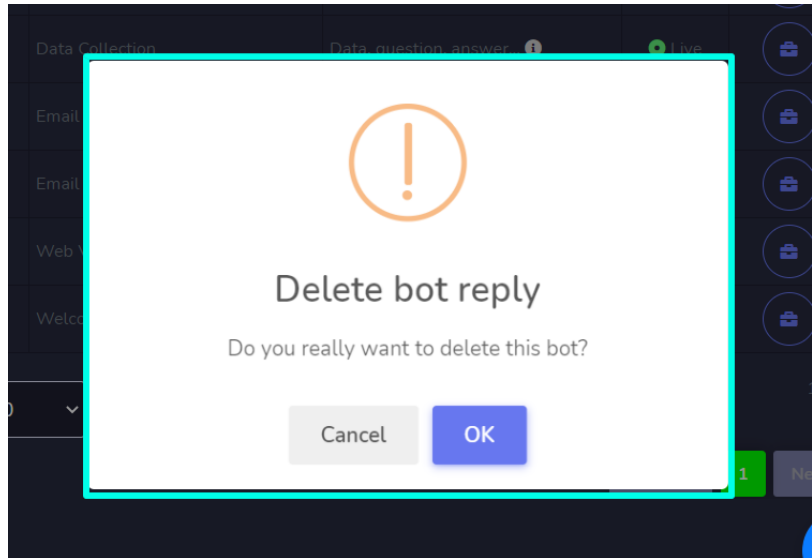 Data Collection Data, question, answer... Live
Email
Email
Web
Delete bot reply
Do you really want to delete this bot?
Cancel OK
1